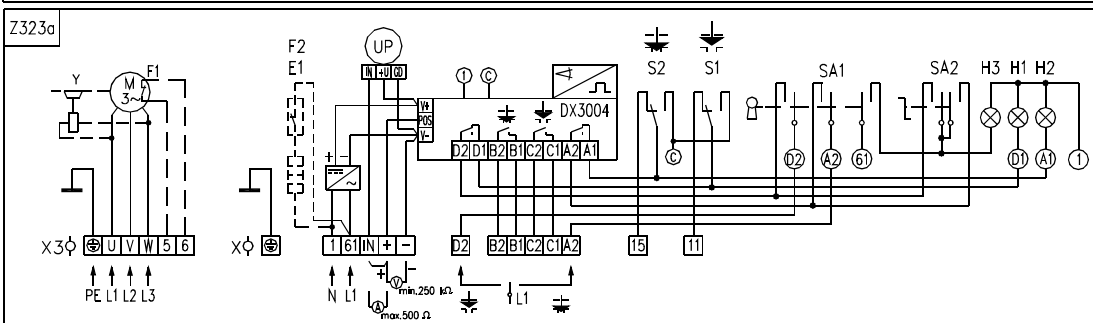 Z323a
F2
E1
UP
IN +U GD
1 C
S2 S1
SA1 SA2
H3 H1 H2
Y
M
3~
F1
V+
POS
V-
DX3004
D2 D1 B2 B1 C2 C1 A2 A1
C
D2 A2 61
D1 A1 1
+ -
X3
U V W 5 6
X
1 61 IN + -
D2 B2 B1 C2 C1 A2
15
11
PE L1 L2 L3
N L1
+ -
V
min.250 kΩ
A
max.500 Ω
L1